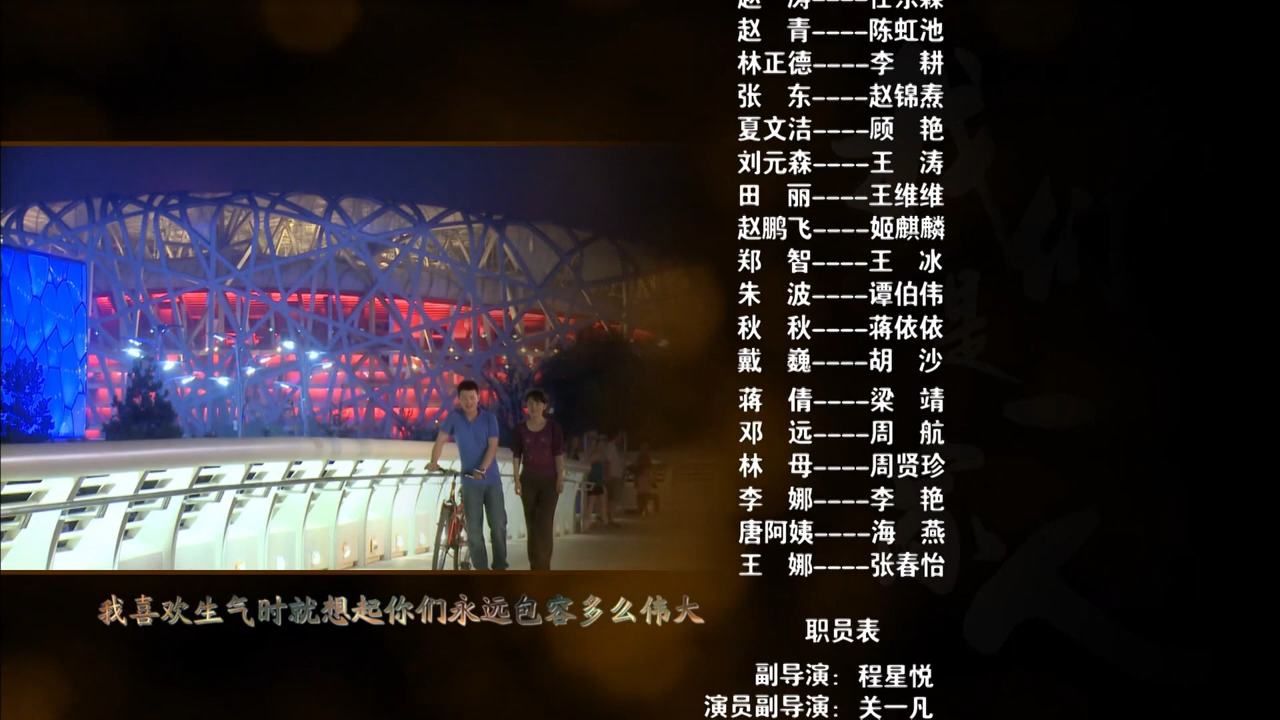 赵　青----陈虹池
林正德----李　耕
张　东----赵锦焘
夏文洁----顾　艳
刘元森----王　涛
田　丽----王维维
赵鹏飞----姬麒麟
郑　智----王　冰
朱　波----谭伯伟
秋　秋----蒋依依
戴　巍----胡　沙
蒋　倩----梁　靖
邓　远----周　航
林　母----周贤珍
李　娜----李　艳
唐阿姨----海　燕
王　娜----张春怡
职员表
副导演：程星悦
演员副导演：关一凡
我喜欢生气时就想起你们永远包容多么伟大